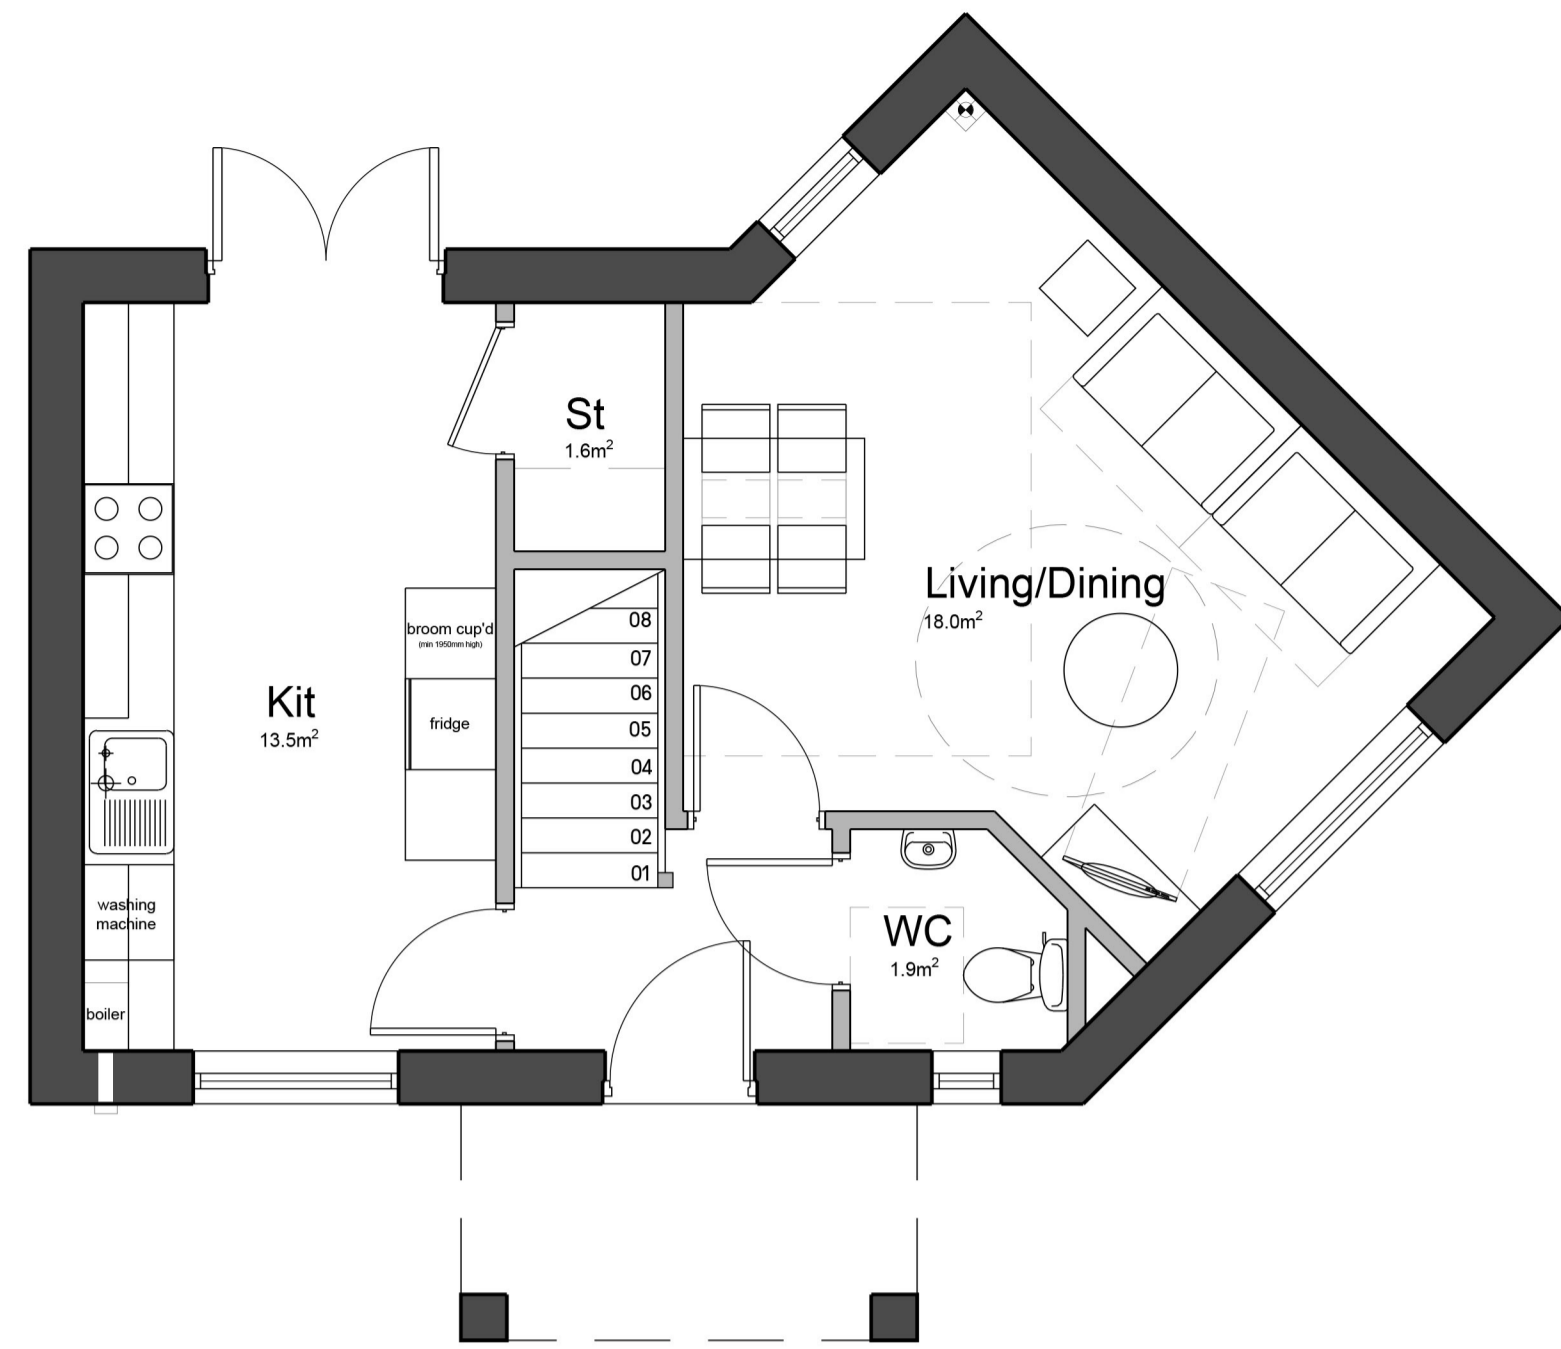 St
1.6m²
Living/Dining
18.0m²
broom cup'd
(min 1950mm high)
fridge
Kit
13.5m²
08
07
06
05
04
03
02
01
washing
machine
boiler
WC
1.9m²